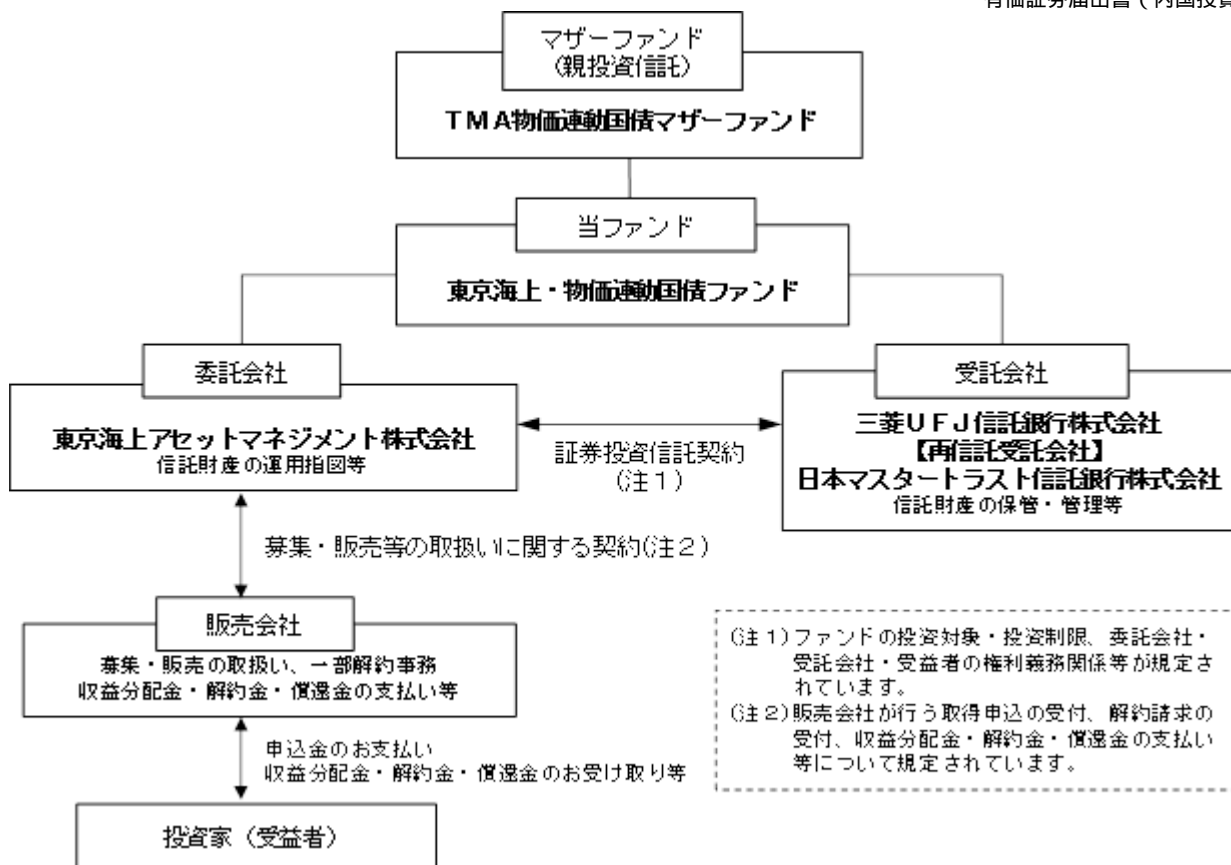 有価証券届出書（内国投資
マザーファンド
（親投資信託）
ＴＭＡ物価連動国債マザーファンド
当ファンド
東京海上・物価連動国債ファンド
委託会社
東京海上アセットマネジメント株式会社
信託財産の運用指図等
証券投資信託契約
（注１）
受託会社
三菱ＵＦＪ信託銀行株式会社
【再信託受託会社】
日本マスタートラスト信託銀行株式会社
信託財産の保管・管理等
募集・販売等の取扱いに関する契約（注２）
販売会社
募集・販売の取扱い、一部解約事務
収益分配金・解約金・償還金の支払い等
申込金のお支払い
収益分配金・解約金・償還金のお受け取り等
投資家（受益者）
（注１）ファンドの投資対象・投資制限、委託会社・
受託会社・受益者の権利義務関係等が規定さ
れています。
（注２）販売会社が行う取得申込の受付、解約請求の
受付、収益分配金・解約金・償還金の支払い
等について規定されています。